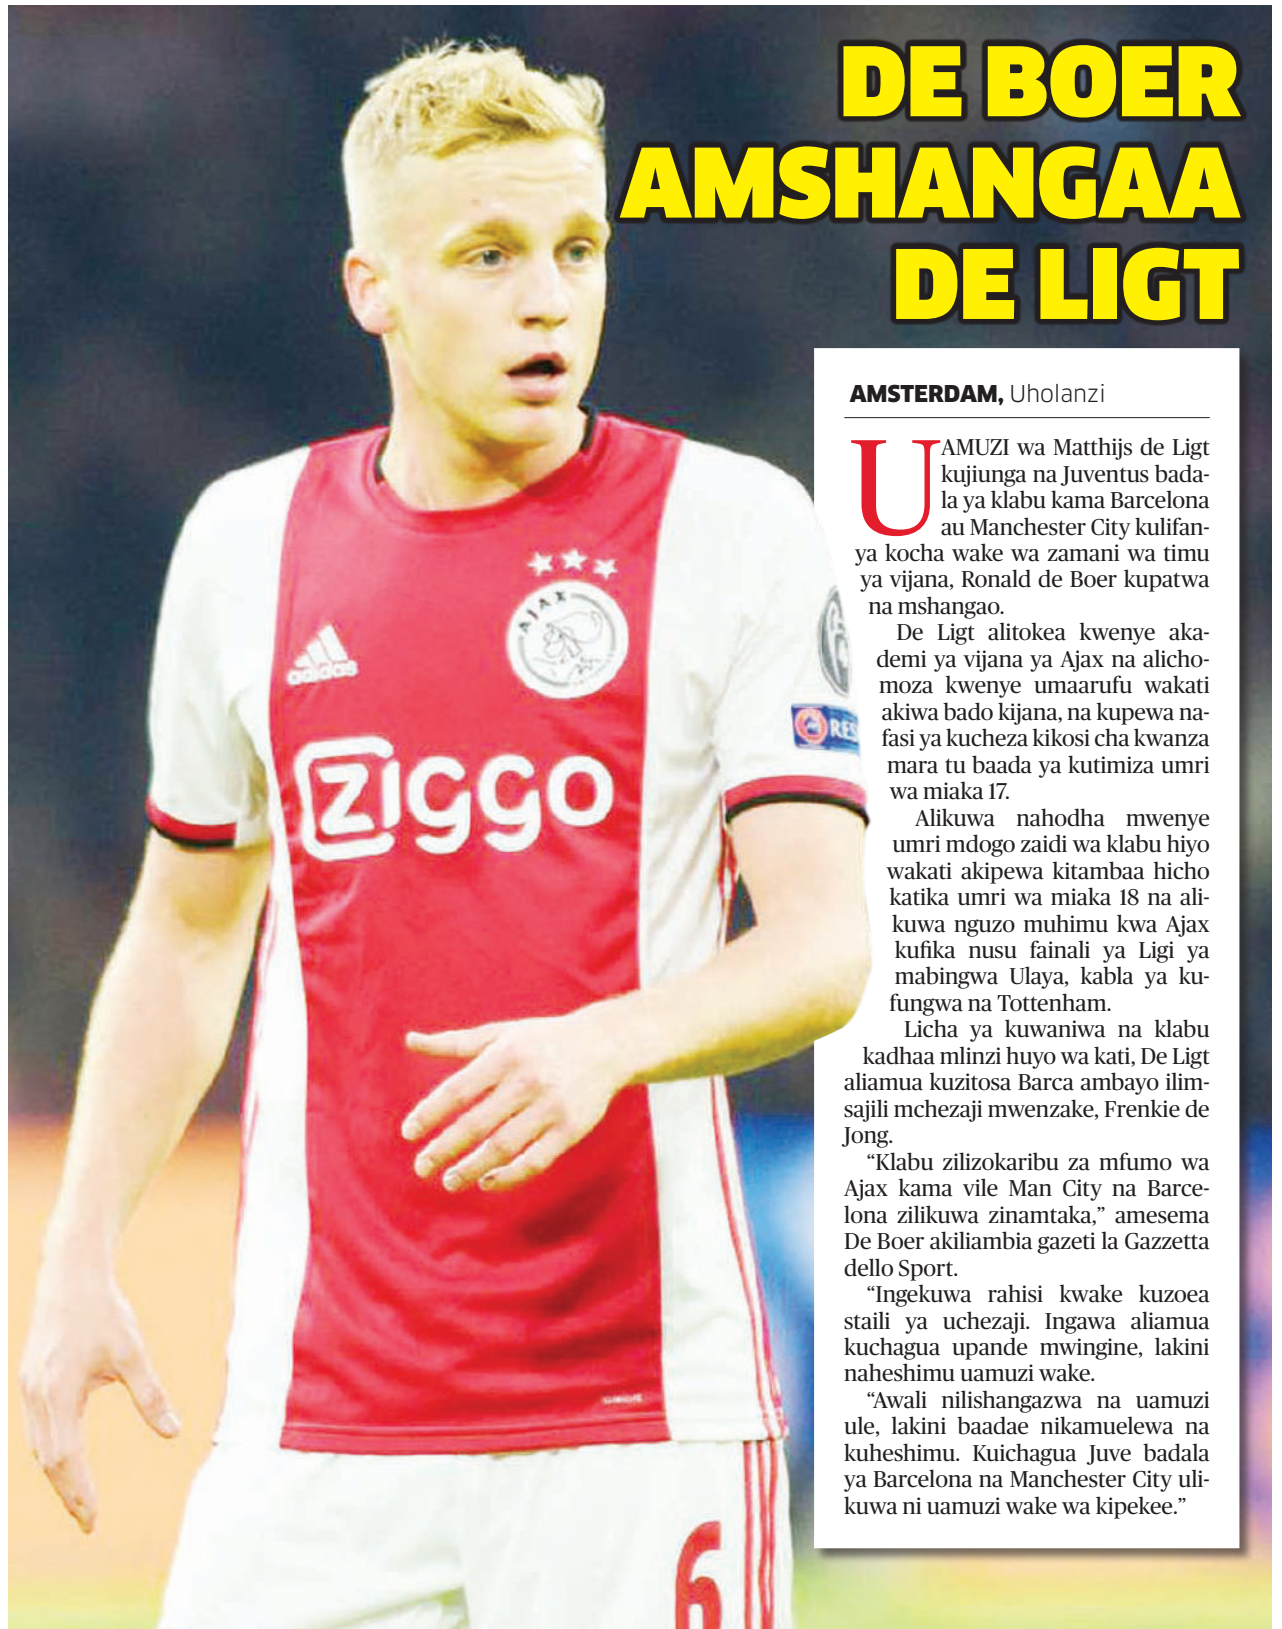 DE BOER
AMSHANGAA
DE LIGT
AMSTERDAM, Uholanzi
UAMUZI wa Matthijs de Ligt
kujiunga na Juventus bada-
la ya klabu kama Barcelona
au Manchester City kulifan-
ya kocha wake wa zamani wa timu
ya vijana, Ronald de Boer kupatwa
na mshangao.
De Ligt alitokea kwenye aka-
demi ya vijana ya Ajax na alicho-
moza kwenye umaarufu wakati
akiwa bado kijana, na kupewa na-
fasi ya kucheza kikosi cha kwanza
mara tu baada ya kutimiza umri
wa miaka 17.
Alikuwa nahodha mwenye
umri mdogo zaidi wa klabu hiyo
wakati akipewa kitambaa hicho
katika umri wa miaka 18 na ali-
kuwa nguzo muhimu kwa Ajax
kufika nusu fainali ya Ligi ya
mabingwa Ulaya, kabla ya ku-
fungwa na Tottenham.
Licha ya kuwaniwa na klabu
kadhaa mlinzi huyo wa kati, De Ligt
aliamua kuzitosa Barca ambayo ilim-
sajili mchezaji mwenzake, Frenkie de
Jong.
“Klabu zilizokaribu za mfumo wa
Ajax kama vile Man City na Barce-
lona zilikuwa zinamtaka,” amesema
De Boer akiliambia gazeti la Gazzetta
dello Sport.
“Ingekuwa rahisi kwake kuzoea
staili ya uchezaji. Ingawa aliamua
kuchagua upande mwingine, lakini
naheshimu uamuzi wake.
“Awali nilishangazwa na uamuzi
ule, lakini baadae nikamuelewa na
kuheshimu. Kuichagua Juve badala
ya Barcelona na Manchester City uli-
kuwa ni uamuzi wake wa kipekee.”
AJAX
adidas
RES
ZIGGO
6